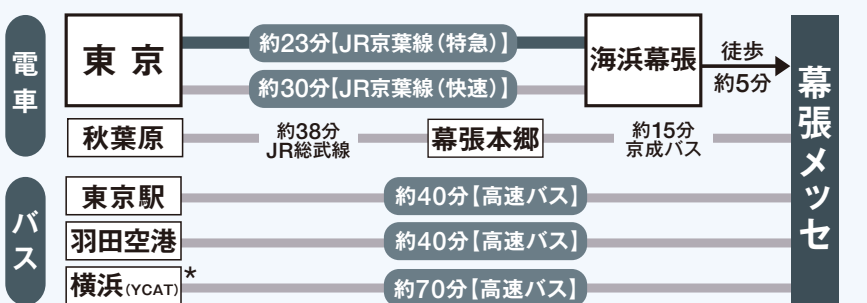 電車
東京
約23分【JR京葉線(特急)】
約30分【JR京葉線(快速)】
海浜幕張
徒歩
約5分
秋葉原
約38分
JR総武線
幕張本郷
約15分
京成バス
バス
東京駅
約40分【高速バス】
羽田空港
約40分【高速バス】
横浜(YCAT)*
約70分【高速バス】
幕張メッセ